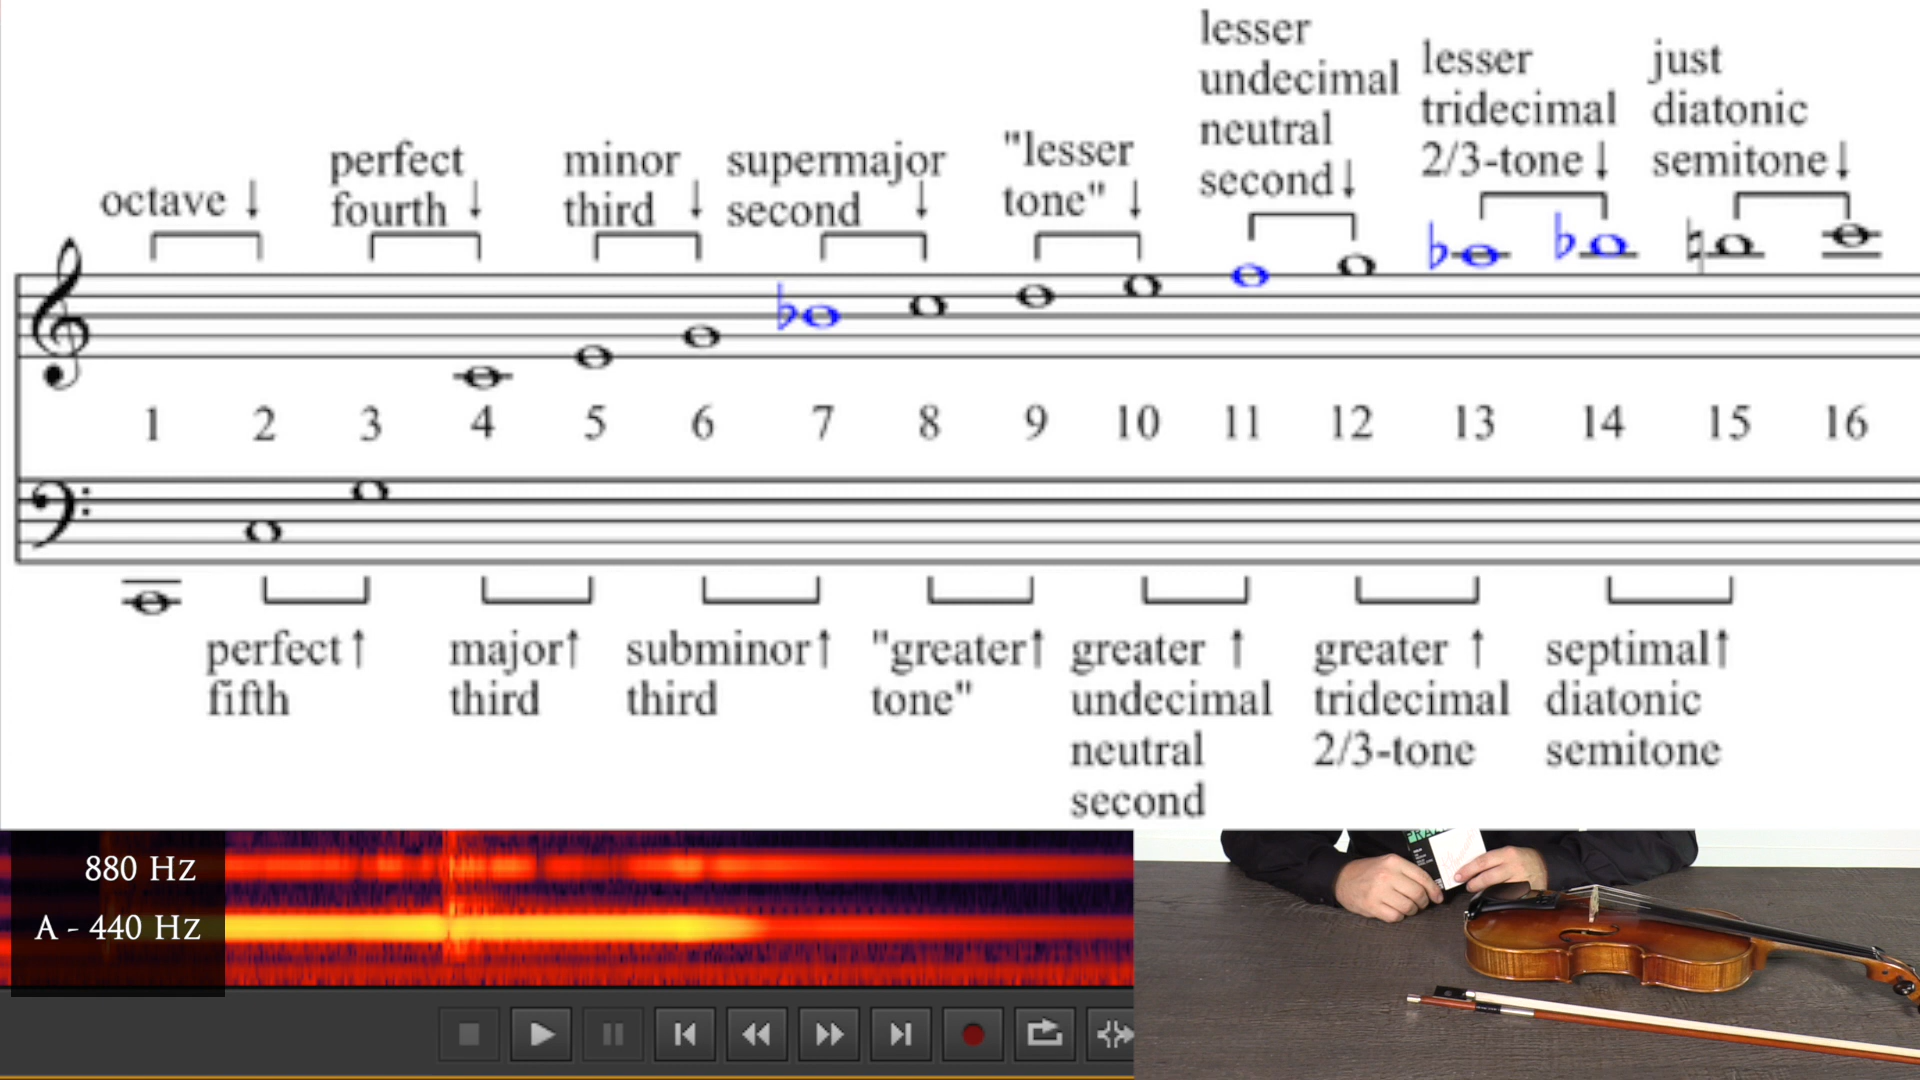 octave ↓
perfect
fourth ↓
minor
third ↓
supermajor
second ↓
"lesser
tone" ↓
lesser
undecimal
neutral
second↓
lesser
tridecimal
2/3-tone↓
just
diatonic
semitone↓
1 2 3 4 5 6 7 8 9 10 11 12 13 14 15 16
perfect↑
fifth
major↑
third
subminor↑
third
"greater↑
tone"
greater ↑
undecimal
neutral
second
greater ↑
tridecimal
2/3-tone
septimal↑
diatonic
semitone
880 Hz
A - 440 Hz